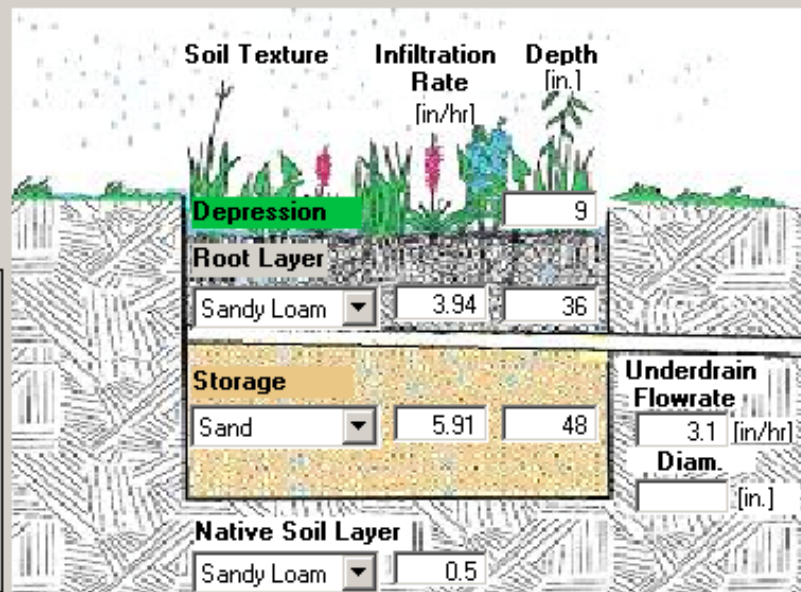 Soil Texture Infiltration Rate [in/hr] Depth [in.]
Depression 9
Root Layer
Sandy Loam 3.94 36
Storage
Sand 5.91 48
Underdrain
Flowrate
3.1 [in/hr]
Diam.
[in.]
Native Soil Layer
Sandy Loam 0.5